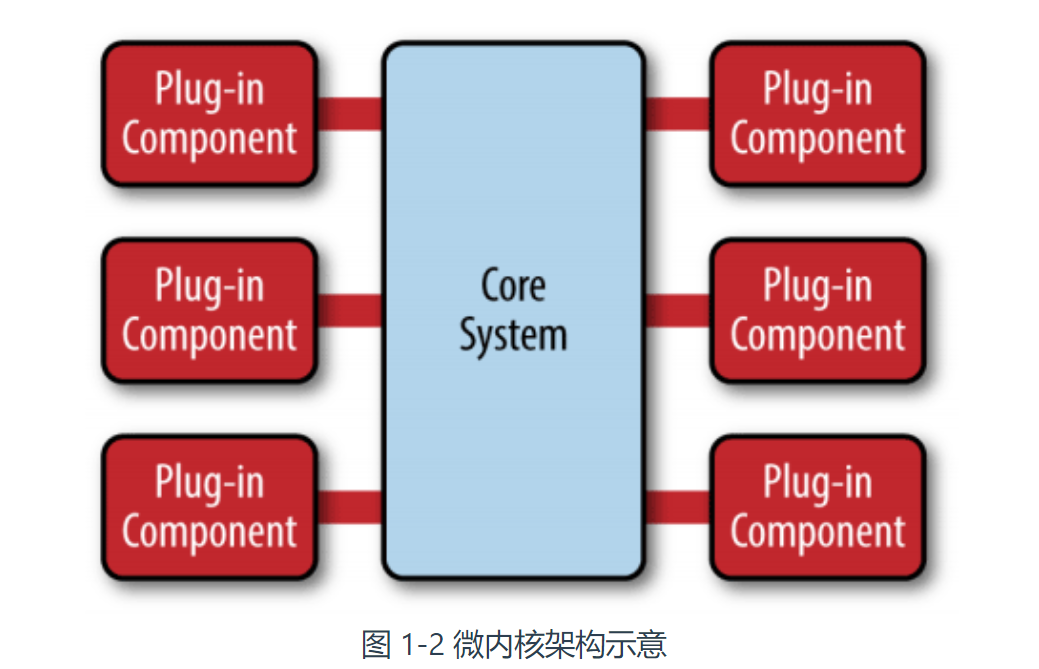 Plug-in
Component
Plug-in
Component
Plug-in
Component
Core
System
Plug-in
Component
Plug-in
Component
Plug-in
Component
图 1-2 微内核架构示意